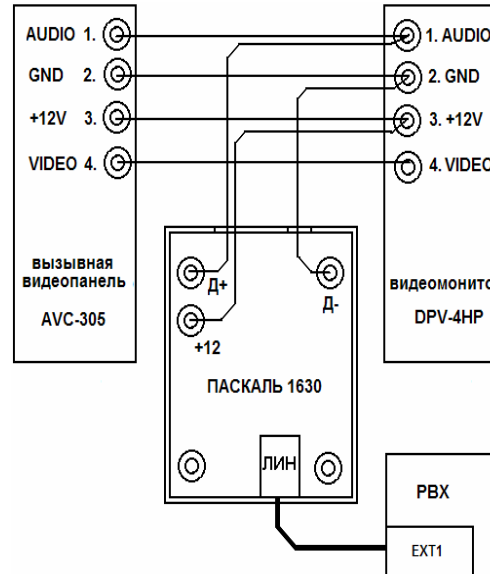 AUDIO 1.
GND 2.
+12V 3.
VIDEO 4.
вызывная
видеопанель
AVC-305
1. AUDIO
2. GND
3. +12V
4. VIDEO
видеомонито
DPV-4HP
Д+
Д-
+12
ПАСКАЛЬ 1630
ЛИН
PBX
EXT1